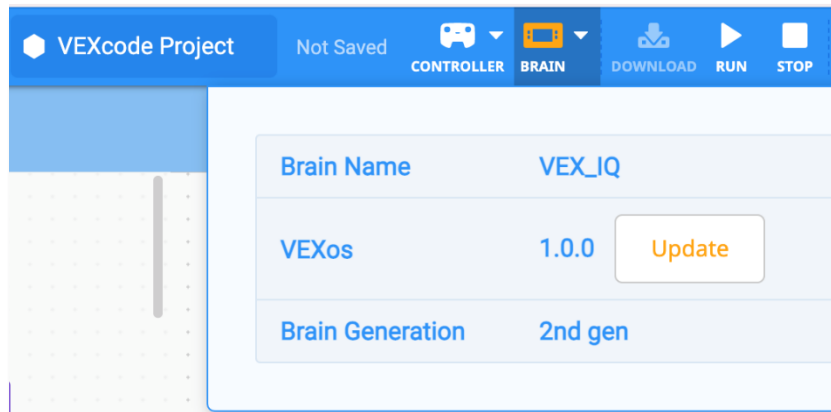 VEXcode Project
Not Saved
CONTROLLER
BRAIN
DOWNLOAD
RUN
STOP
Brain Name VEX_IQ
VEXos 1.0.0 Update
Brain Generation 2nd gen